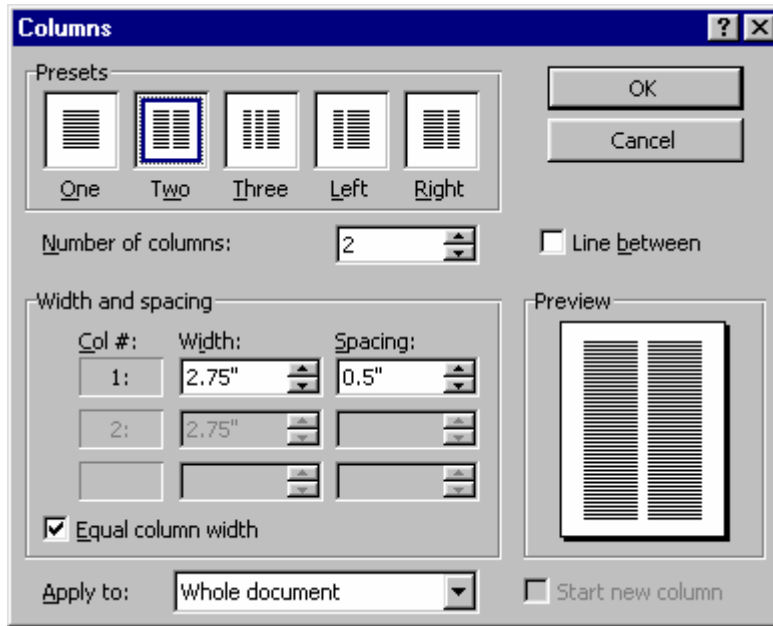 Columns
Presets
OK
Cancel
One Two Three Left Right
Number of columns: 2 Line between
Width and spacing Preview
Col #: Width: Spacing:
1: 2.75" 0.5"
2: 2.75"
Equal column width
Apply to: Whole document Start new column